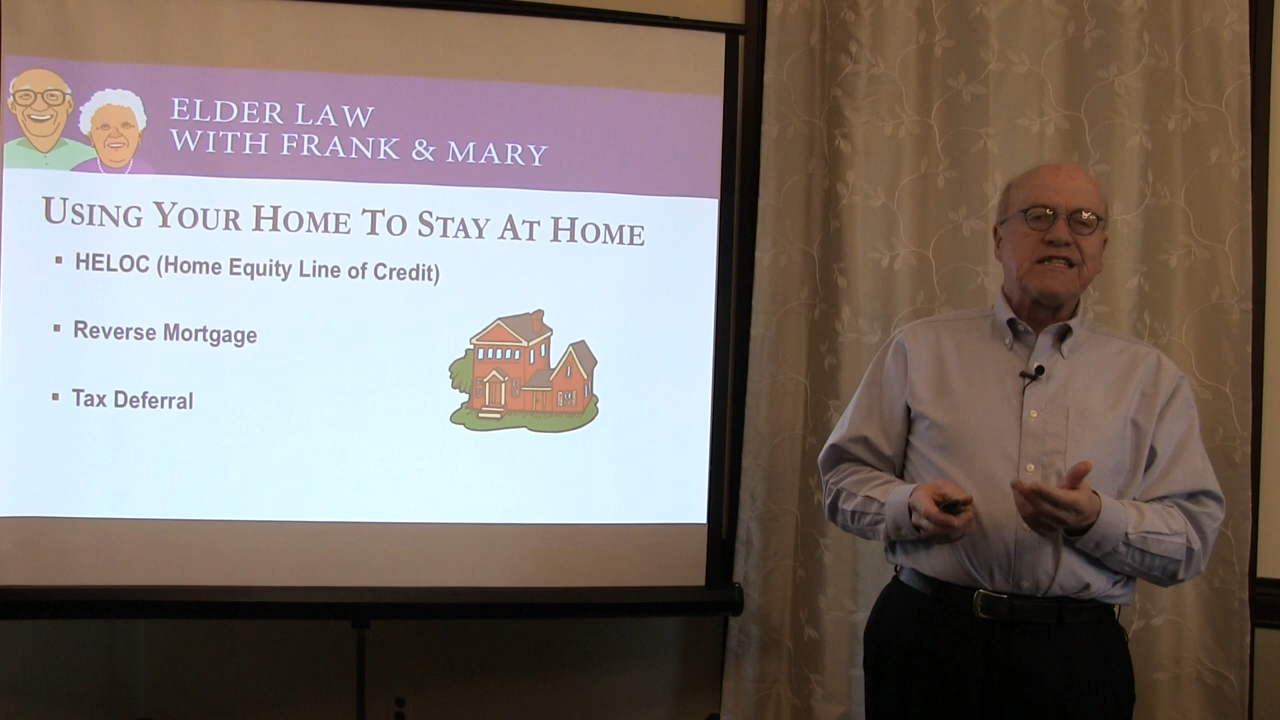 ELDER LAW
WITH FRANK & MARY
USING YOUR HOME TO STAY AT HOME
▪ HELOC (Home Equity Line of Credit)
▪ Reverse Mortgage
▪ Tax Deferral